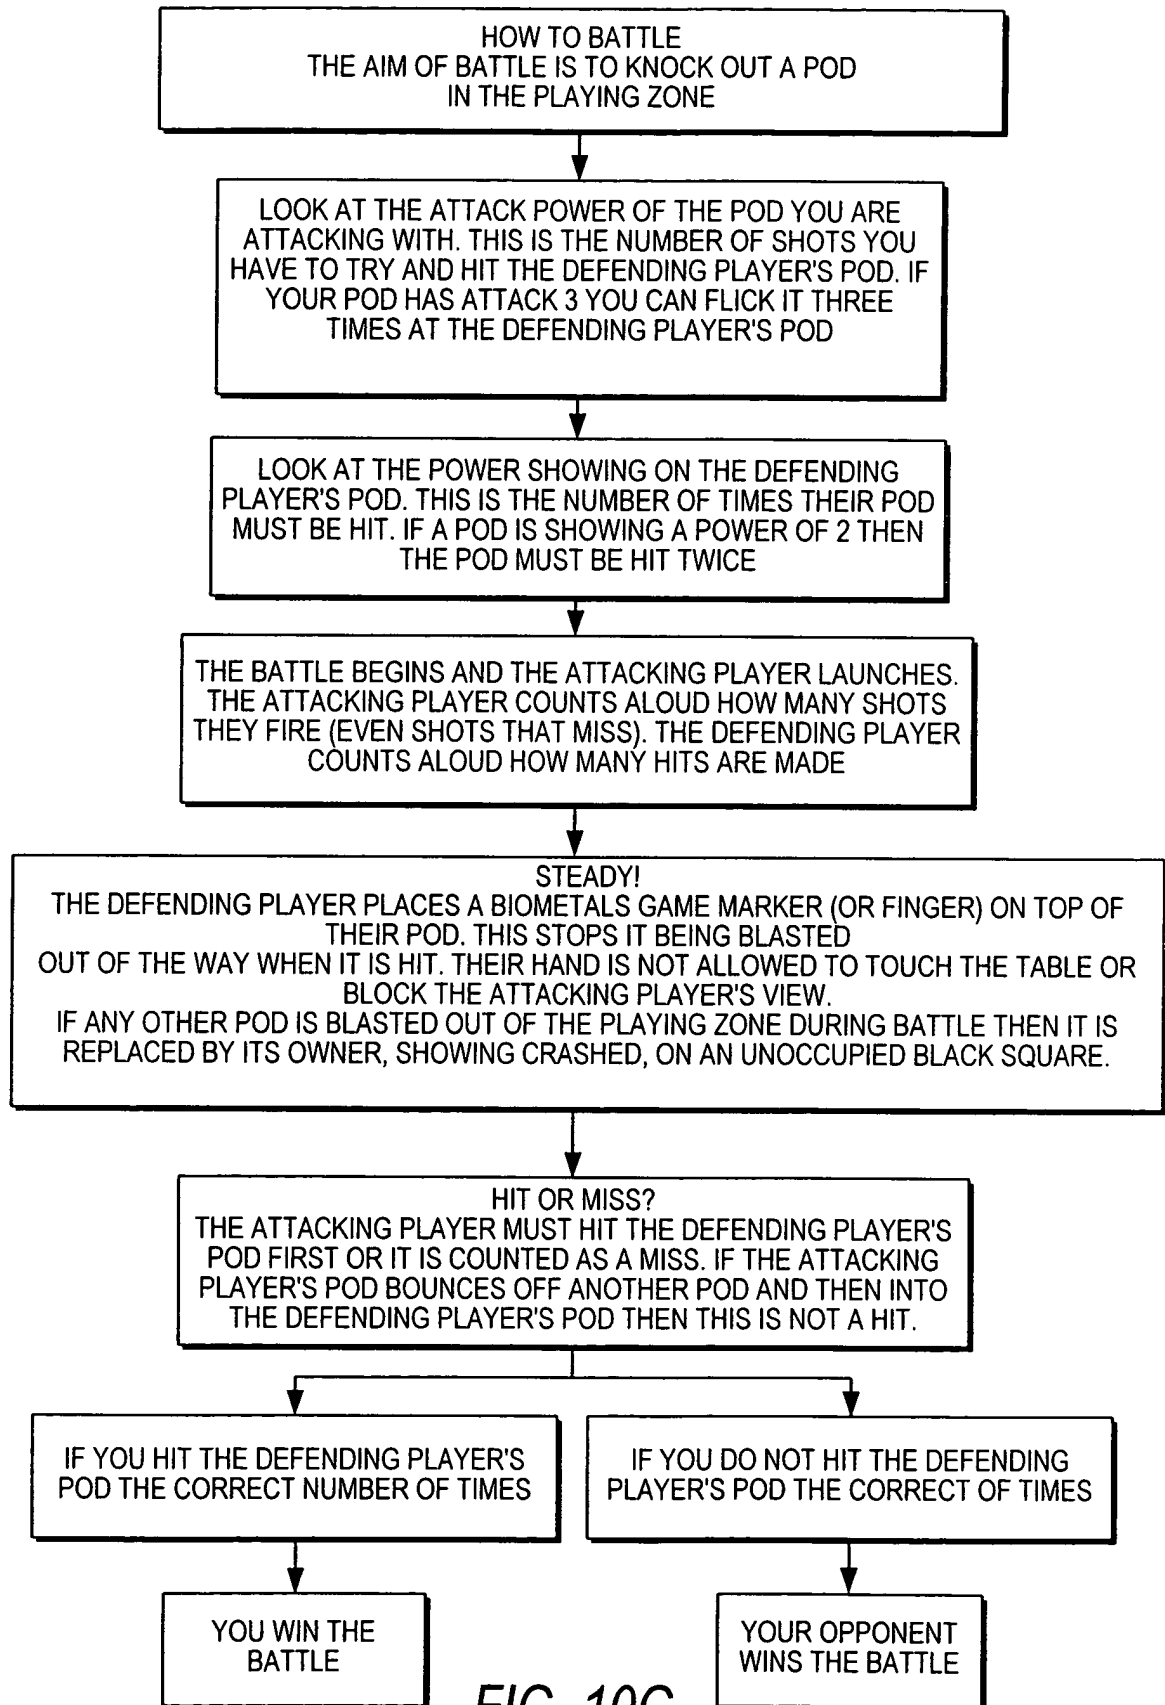 HOW TO BATTLE
THE AIM OF BATTLE IS TO KNOCK OUT A POD
IN THE PLAYING ZONE
LOOK AT THE ATTACK POWER OF THE POD YOU ARE
ATTACKING WITH. THIS IS THE NUMBER OF SHOTS YOU
HAVE TO TRY AND HIT THE DEFENDING PLAYER'S POD. IF
YOUR POD HAS ATTACK 3 YOU CAN FLICK IT THREE
TIMES AT THE DEFENDING PLAYER'S POD
LOOK AT THE POWER SHOWING ON THE DEFENDING
PLAYER'S POD. THIS IS THE NUMBER OF TIMES THEIR POD
MUST BE HIT. IF A POD IS SHOWING A POWER OF 2 THEN
THE POD MUST BE HIT TWICE
THE BATTLE BEGINS AND THE ATTACKING PLAYER LAUNCHES.
THE ATTACKING PLAYER COUNTS ALOUD HOW MANY SHOTS
THEY FIRE (EVEN SHOTS THAT MISS). THE DEFENDING PLAYER
COUNTS ALOUD HOW MANY HITS ARE MADE
STEADY!
THE DEFENDING PLAYER PLACES A BIOMETALS GAME MARKER (OR FINGER) ON TOP OF
THEIR POD. THIS STOPS IT BEING BLASTED
OUT OF THE WAY WHEN IT IS HIT. THEIR HAND IS NOT ALLOWED TO TOUCH THE TABLE OR
BLOCK THE ATTACKING PLAYER'S VIEW.
IF ANY OTHER POD IS BLASTED OUT OF THE PLAYING ZONE DURING BATTLE THEN IT IS
REPLACED BY ITS OWNER, SHOWING CRASHED, ON AN UNOCCUPIED BLACK SQUARE.
HIT OR MISS?
THE ATTACKING PLAYER MUST HIT THE DEFENDING PLAYER'S
POD FIRST OR IT IS COUNTED AS A MISS. IF THE ATTACKING
PLAYER'S POD BOUNCES OFF ANOTHER POD AND THEN INTO
THE DEFENDING PLAYER'S POD THEN THIS IS NOT A HIT.
IF YOU HIT THE DEFENDING PLAYER'S
POD THE CORRECT NUMBER OF TIMES
IF YOU DO NOT HIT THE DEFENDING
PLAYER'S POD THE CORRECT OF TIMES
YOU WIN THE
BATTLE
YOUR OPPONENT
WINS THE BATTLE
FIG. 10C